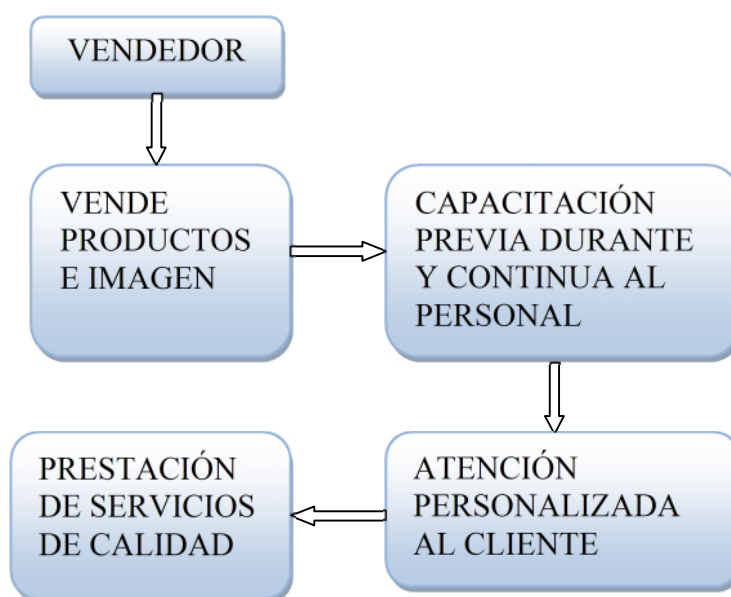 VENDEDOR
VENDE
PRODUCTOS
E IMAGEN
CAPACITACIÓN
PREVIA DURANTE
Y CONTINUA AL
PERSONAL
ATENCIÓN
PERSONALIZADA
AL CLIENTE
PRESTACIÓN
DE SERVICIOS
DE CALIDAD